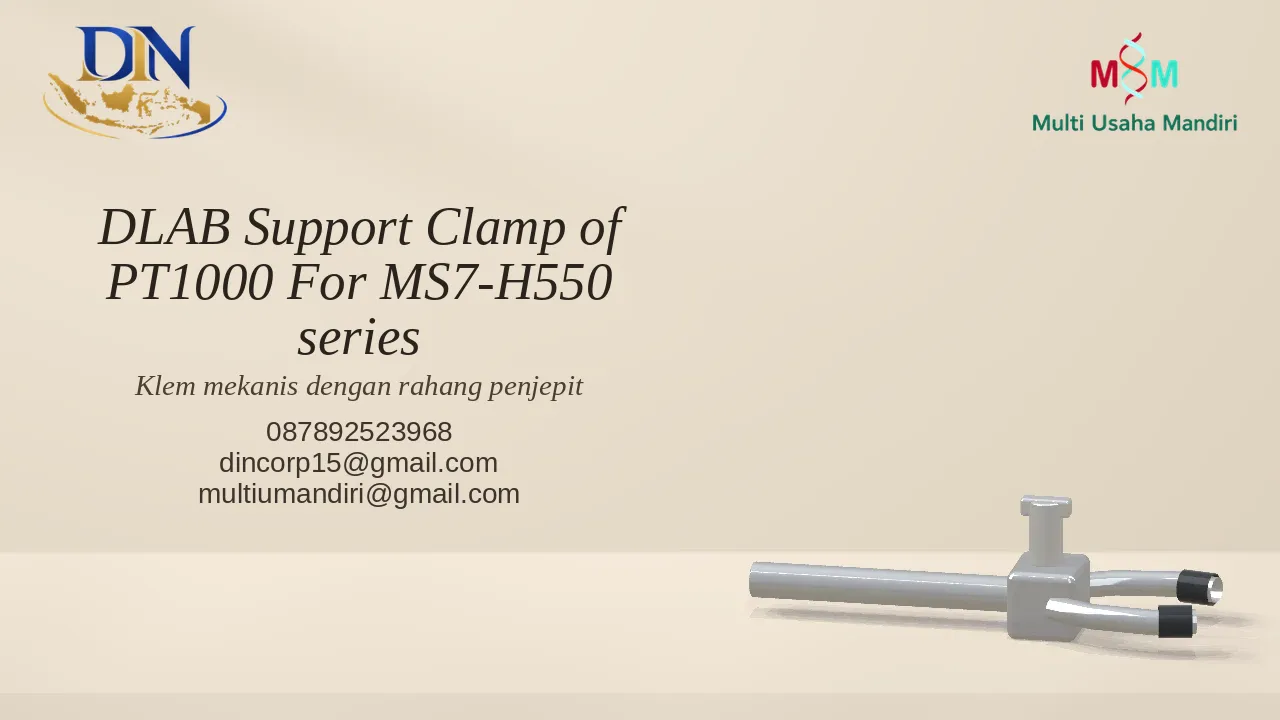 DN
MSM
Multi Usaha Mandiri
DLAB Support Clamp of
PT1000 For MS7-H550
series
Klem mekanis dengan rahang penjepit
087892523968
dincorp15@gmail.com
multiumandiri@gmail.com